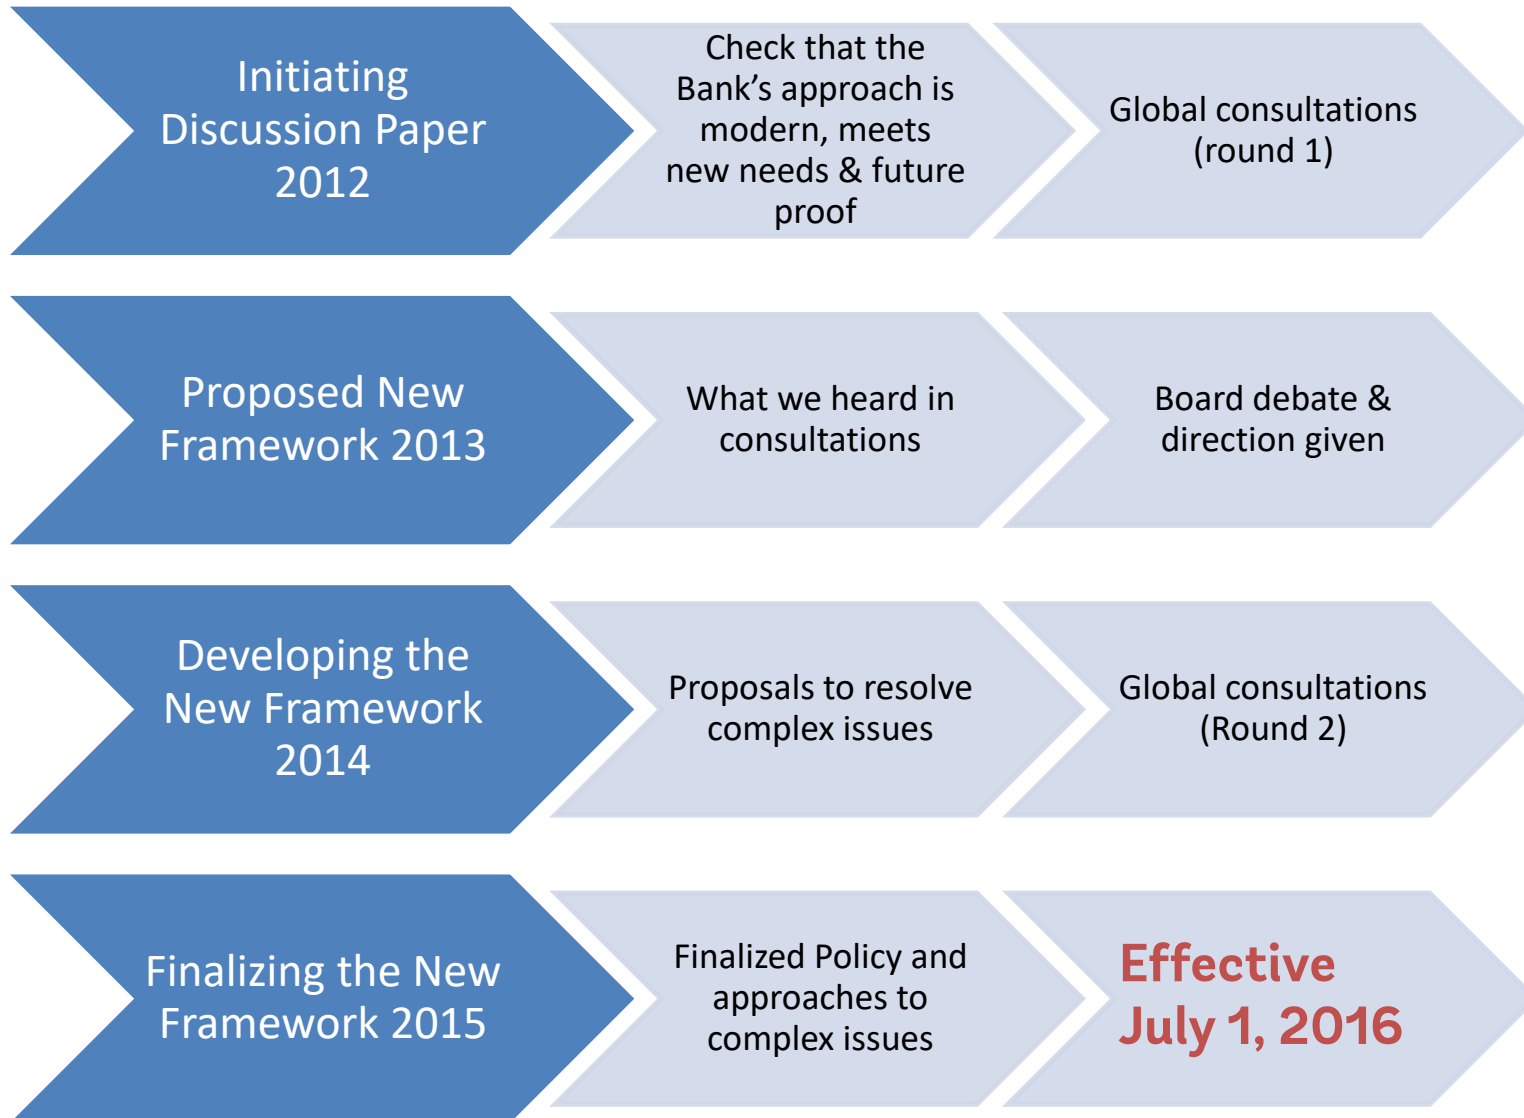 Initiating
Discussion Paper
2012
Check that the
Bank’s approach is
modern, meets
new needs & future
proof
Global consultations
(round 1)
Proposed New
Framework 2013
What we heard in
consultations
Board debate &
direction given
Developing the
New Framework
2014
Proposals to resolve
complex issues
Global consultations
(Round 2)
Finalizing the New
Framework 2015
Finalized Policy and
approaches to
complex issues
Effective
July 1, 2016